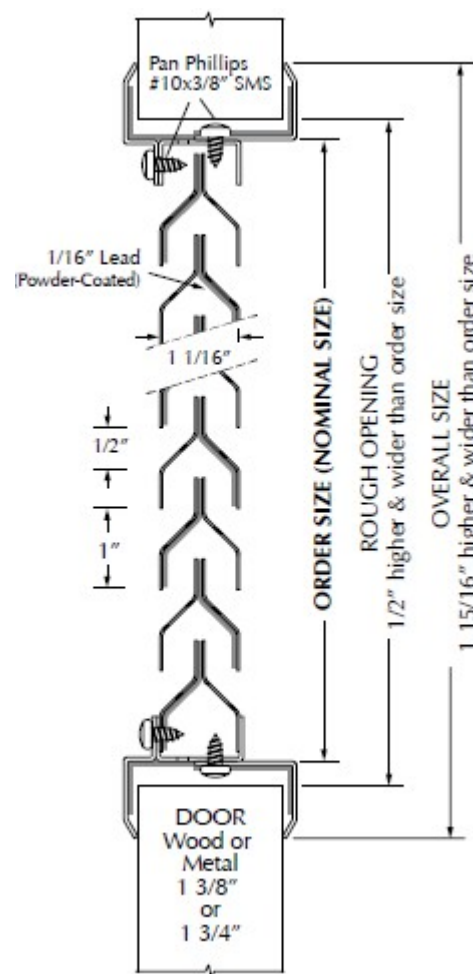 Pan Phillips
#10x3/8" SMS
1/16" Lead
(Powder-Coated)
1 1/16"
1/2"
1"
ORDER SIZE (NOMINAL SIZE)
ROUGH OPENING
1/2" higher & wider than order size
OVERALL SIZE
1 15/16" higher & wider than order size
DOOR
Wood or
Metal
1 3/8"
or
1 3/4"